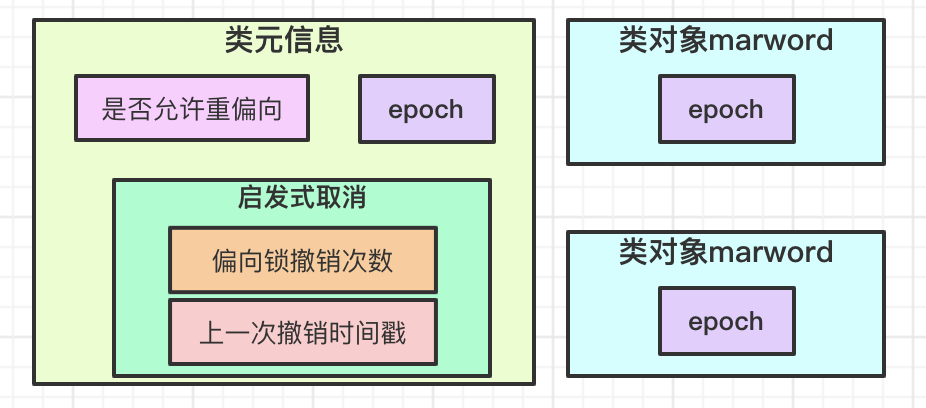 类元信息
是否允许重偏向
epoch
启发式取消
偏向锁撤销次数
上一次撤销时间戳
类对象marword
epoch
类对象marword
epoch